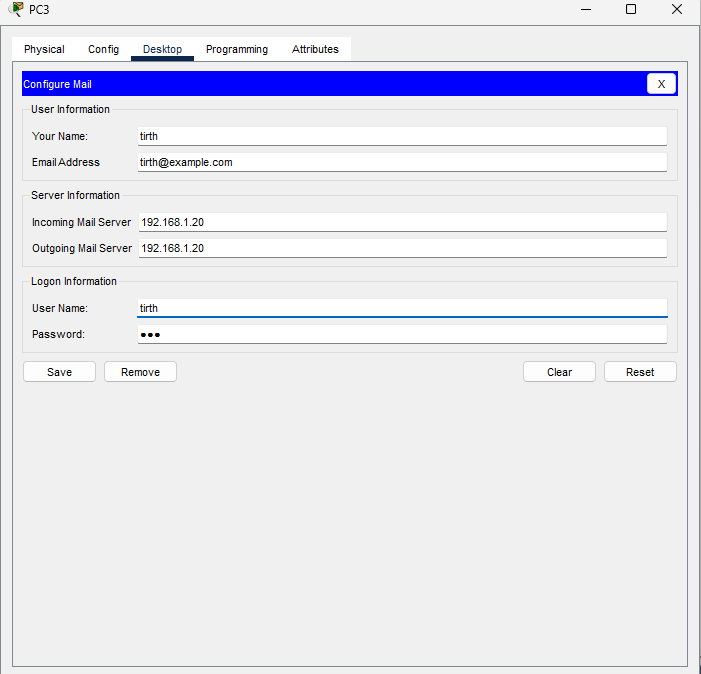 PC3
Physical Config Desktop Programming Attributes
Configure Mail X
User Information
Your Name: tirth
Email Address tirth@example.com
Server Information
Incoming Mail Server 192.168.1.20
Outgoing Mail Server 192.168.1.20
Logon Information
User Name: tirth
Password: ●●●
Save Remove Clear Reset